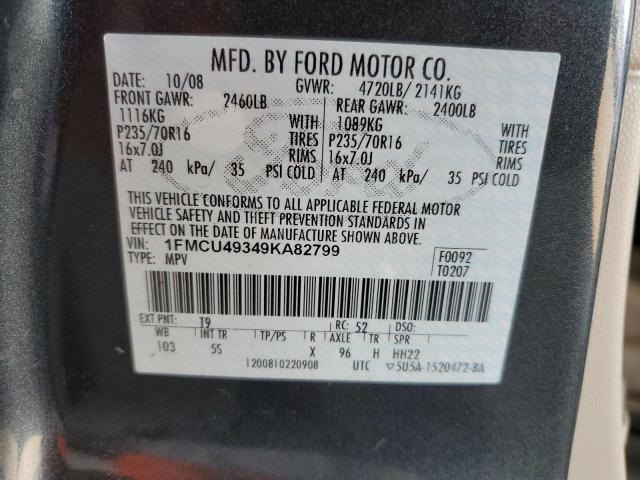 MFD. BY FORD MOTOR CO.
DATE: 10/08 GVWR: 4720LB/ 2141KG
FRONT GAWR: 2460LB REAR GAWR: 2400LB
1116KG WITH 1089KG WITH
P235/70R16 TIRES P235/70R16 TIRES
16x7.0J RIMS 16x7.0J RIMS
AT 240 kPa/ 35 PSI COLD AT 240 kPa/ 35 PSI COLD
THIS VEHICLE CONFORMS TO ALL APPLICABLE FEDERAL MOTOR
VEHICLE SAFETY AND THEFT PREVENTION STANDARDS IN
EFFECT ON THE DATE OF MANUFACTURE SHOWN ABOVE.
VIN: 1FMCU49349KA82799 F0092
TYPE: MPV T0207
Ford
EXT PNT: T9 RC: 52 DSO:
WB INT TR TP/PS R AXLE TR SPR
103 5S X 96 H HH22
1200810220908 UTC ▽5U5A-1520472-BA